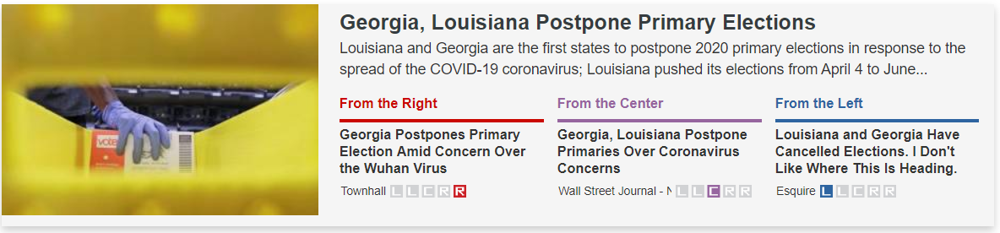 Georgia, Louisiana Postpone Primary Elections
Louisiana and Georgia are the first states to postpone 2020 primary elections in response to the
spread of the COVID-19 coronavirus; Louisiana pushed its elections from April 4 to June...
From the Right
Georgia Postpones Primary
Election Amid Concern Over
the Wuhan Virus
Townhall L L C R R
From the Center
Georgia, Louisiana Postpone
Primaries Over Coronavirus
Concerns
Wall Street Journal - N L L C R R
From the Left
Louisiana and Georgia Have
Cancelled Elections. I Don't
Like Where This Is Heading.
Esquire L L C R R
VOTE